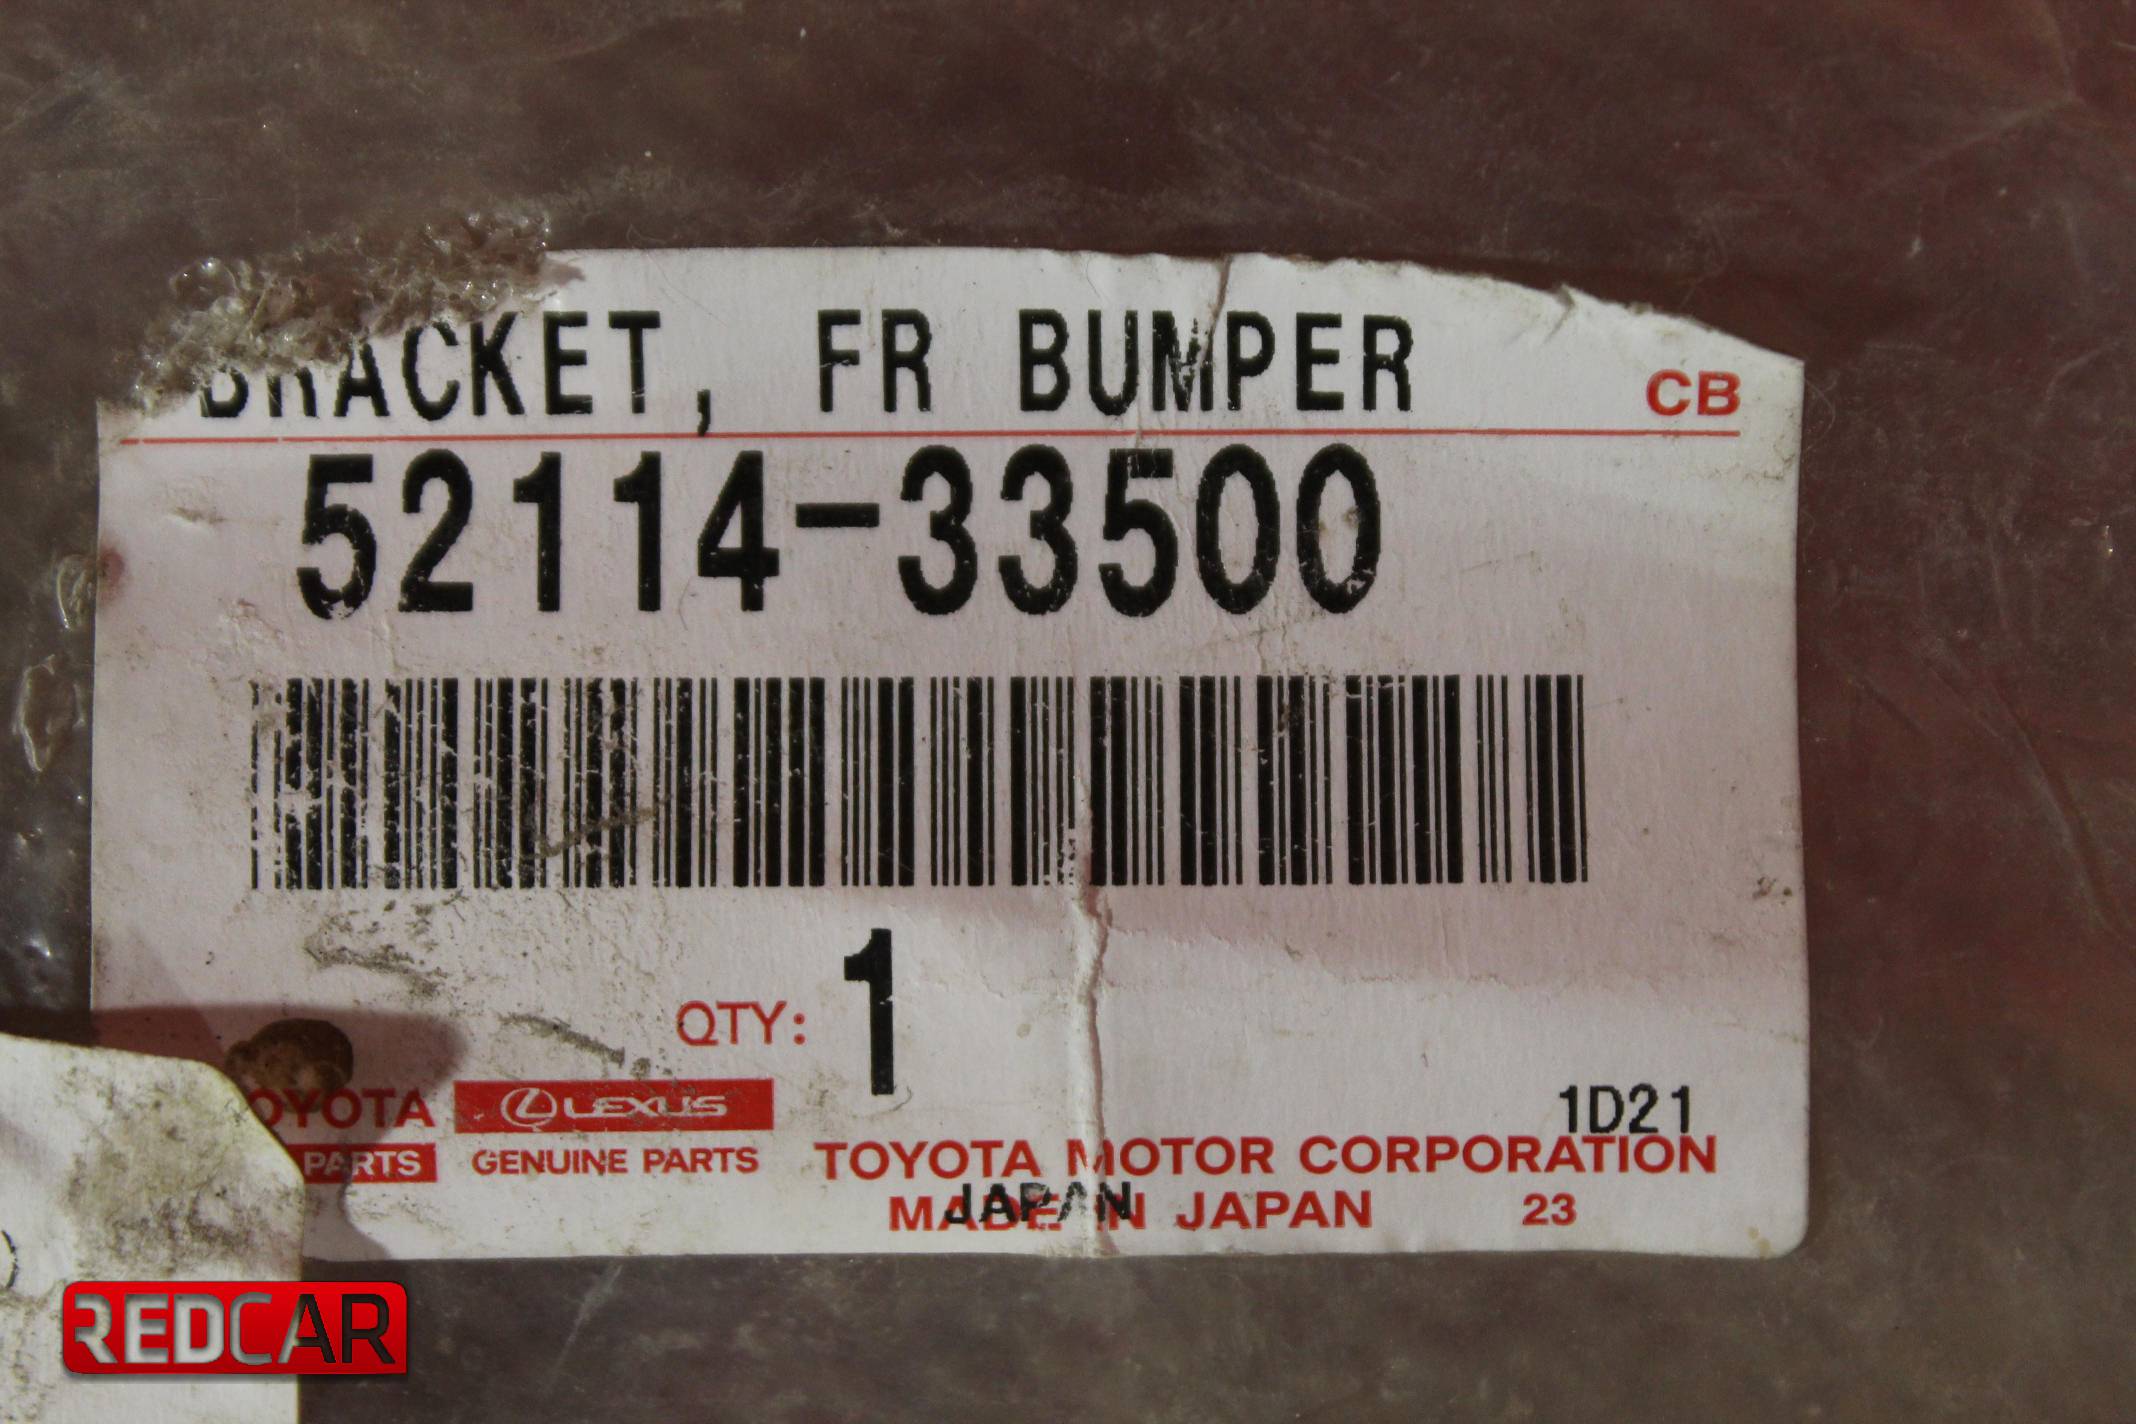 BRACKET, FR BUMPER
CB
52114-33500
QTY: 1
1D21
TOYOTA
PARTS
LEXUS
GENUINE PARTS
TOYOTA MOTOR CORPORATION
MADE IN JAPAN 23
JAPAN
REDCAR